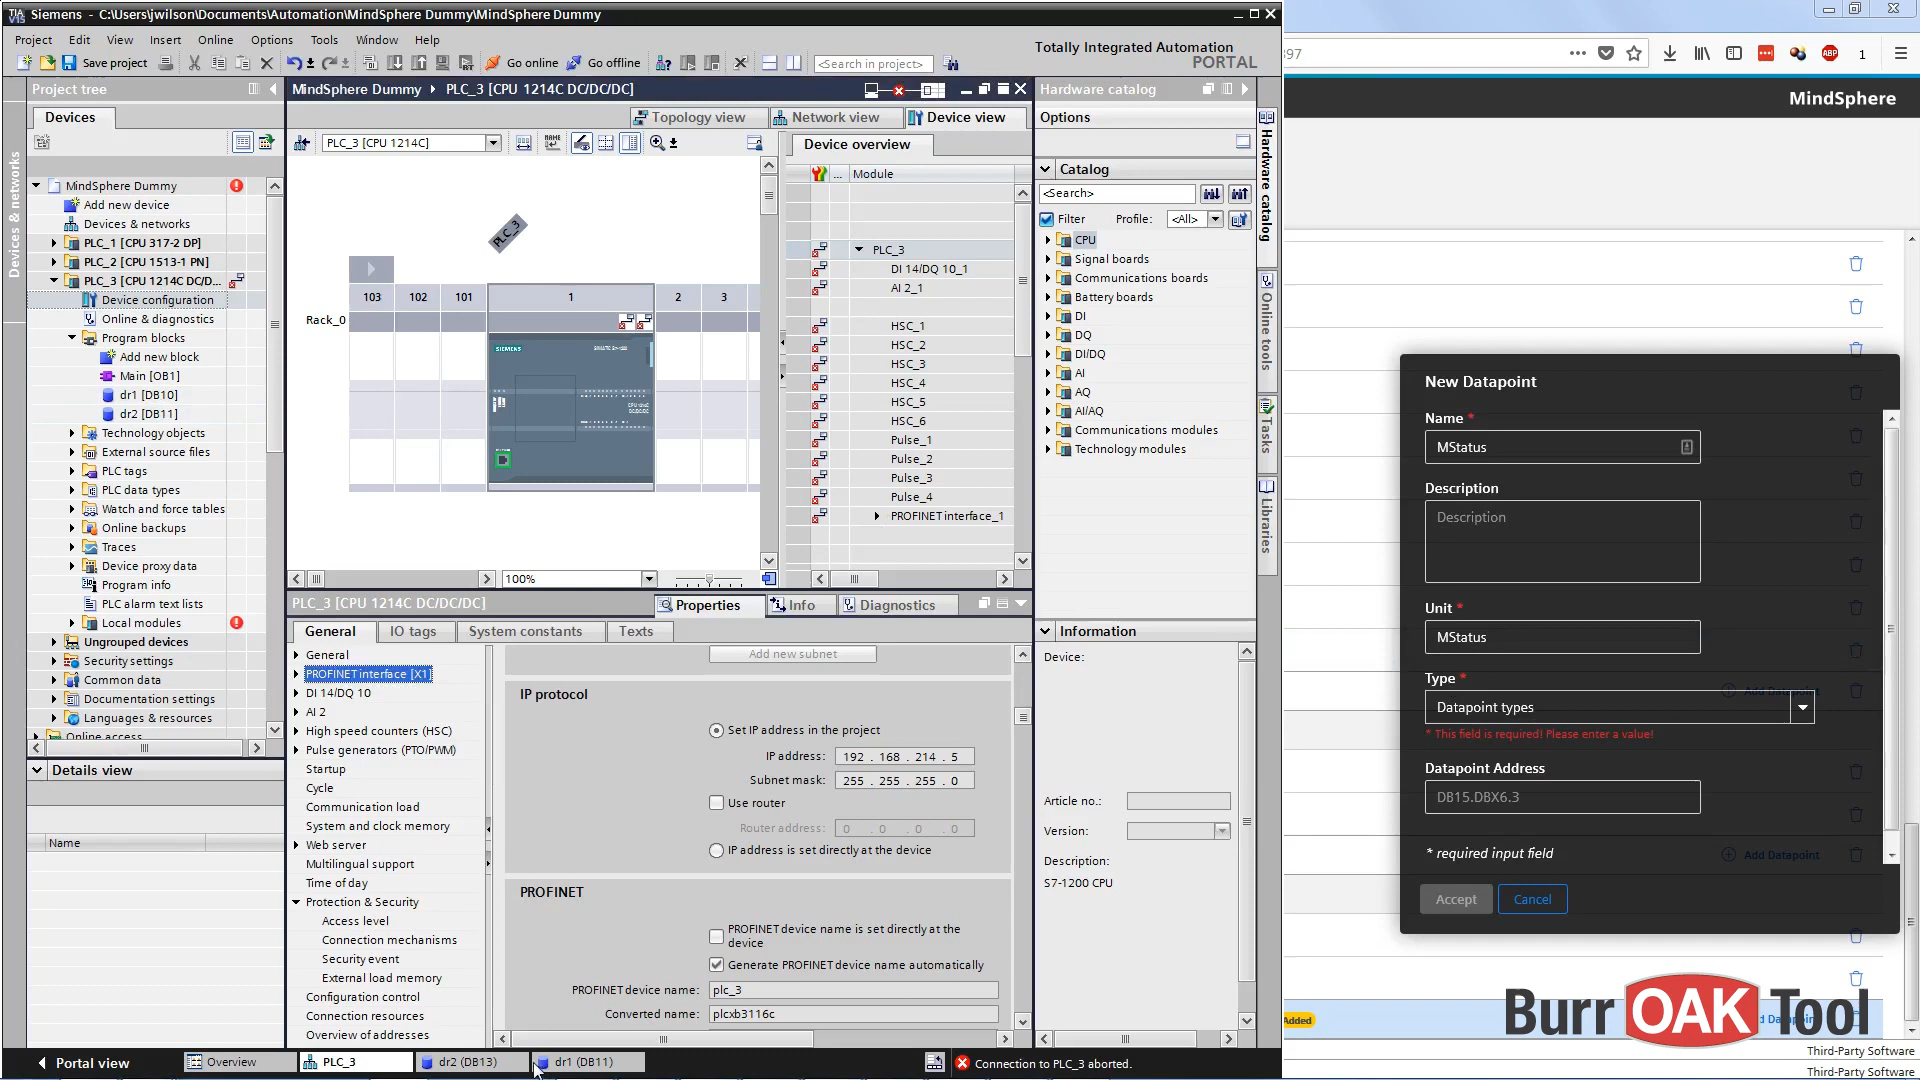 Siemens - C:\Users\jwilson\Documents\Automation\MindSphere Dummy\MindSphere Dummy
Project Edit View Insert Online Options Tools Window Help
Totally Integrated Automation
PORTAL
Save project
Go online
Go offline
<Search in project>
Project tree
Devices
Devices & networks
MindSphere Dummy
Add new device
Devices & networks
PLC_1 [CPU 317-2 DP]
PLC_2 [CPU 1513-1 PN]
PLC_3 [CPU 1214C DC/D...
Device configuration
Online & diagnostics
Program blocks
Add new block
Main [OB1]
dr1 [DB10]
dr2 [DB11]
Technology objects
External source files
PLC tags
PLC data types
Watch and force tables
Online backups
Traces
Device proxy data
Program info
PLC alarm text lists
Local modules
Ungrouped devices
Security settings
Common data
Documentation settings
Languages & resources
Online access
Details view
Name
MindSphere Dummy PLC_3 [CPU 1214C DC/DC/DC]
Topology view
Network view
Device view
PLC_3 [CPU 1214C]
PLC_3
103 102 101 1 2 3
Rack_0
SIEMENS
100%
Device overview
... Module
PLC_3
DI 14/DQ 10_1
AI 2_1
HSC_1
HSC_2
HSC_3
HSC_4
HSC_5
HSC_6
Pulse_1
Pulse_2
Pulse_3
Pulse_4
PROFINET interface_1
PLC_3 [CPU 1214C DC/DC/DC]
Properties
Info
Diagnostics
General
IO tags
System constants
Texts
General
PROFINET interface [X1]
DI 14/DQ 10
AI 2
High speed counters (HSC)
Pulse generators (PTO/PWM)
Startup
Cycle
Communication load
System and clock memory
Web server
Multilingual support
Time of day
Protection & Security
Access level
Connection mechanisms
Security event
External load memory
Configuration control
Connection resources
Overview of addresses
Add new subnet
IP protocol
Set IP address in the project
IP address: 192 . 168 . 214 . 5
Subnet mask: 255 . 255 . 255 . 0
Use router
Router address: 0 . 0 . 0 . 0
IP address is set directly at the device
PROFINET
PROFINET device name is set directly at the
device
Generate PROFINET device name automatically
PROFINET device name: plc_3
Converted name: plcxb3116c
Hardware catalog
Options
Catalog
<Search>
Filter
Profile:
<All>
CPU
Signal boards
Communications boards
Battery boards
DI
DQ
DI/DQ
AI
AQ
AI/AQ
Communications modules
Technology modules
Information
Device:
Article no.:
Version:
Description:
S7-1200 CPU
Hardware catalog
Online tools
Tasks
Libraries
Portal view
Overview
PLC_3
dr2 (DB13)
dr1 (DB11)
Connection to PLC_3 aborted.
397
ABP
1
MindSphere
New Datapoint
Name *
MStatus
Description
Description
Unit *
MStatus
Type *
Datapoint types
* This field is required! Please enter a value!
Datapoint Address
DB15.DBX6.3
* required input field
Add Datapoint
Accept
Cancel
Added
Burr OAK Tool
Third-Party Software
Third-Party Software